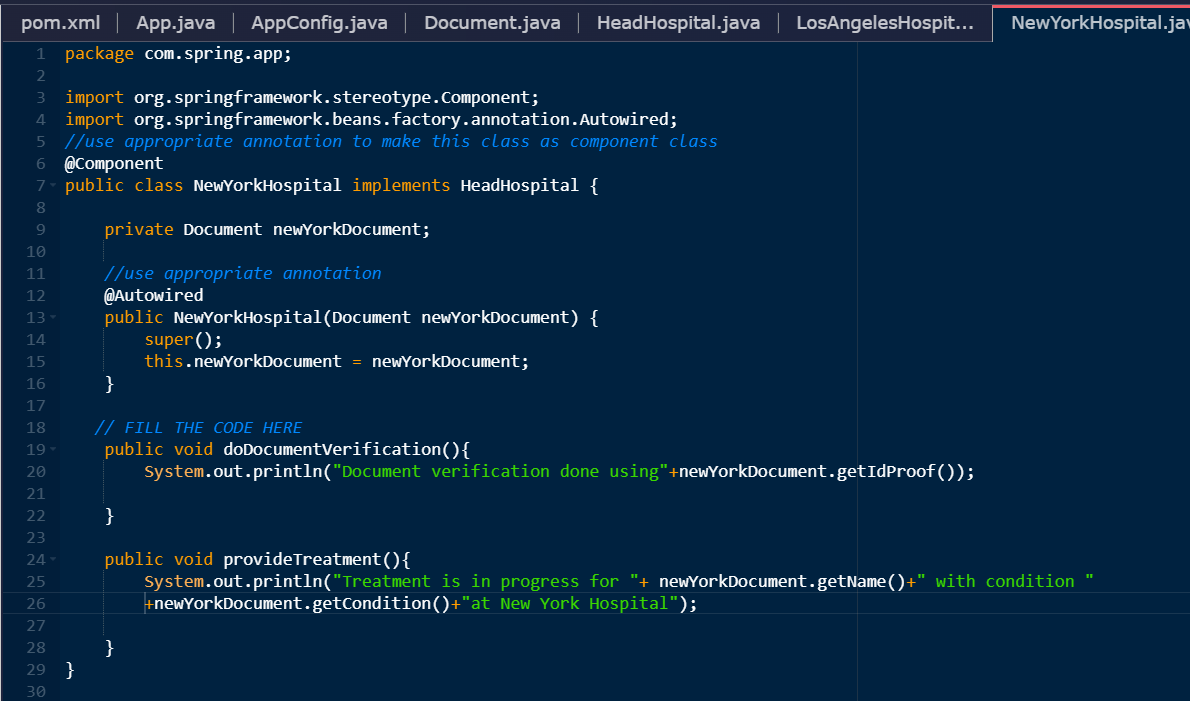 pom.xml App.java AppConfig.java Document.java HeadHospital.java LosAngelesHospit... NewYorkHospital.jav
1 package com.spring.app;
2
3 import org.springframework.stereotype.Component;
4 import org.springframework.beans.factory.annotation.Autowired;
5 //use appropriate annotation to make this class as component class
6 @Component
7 public class NewYorkHospital implements HeadHospital {
8
9 private Document newYorkDocument;
10
11 //use appropriate annotation
12 @Autowired
13 public NewYorkHospital(Document newYorkDocument) {
14 super();
15 this.newYorkDocument = newYorkDocument;
16 }
17
18 // FILL THE CODE HERE
19 public void doDocumentVerification(){
20 System.out.println("Document verification done using"+newYorkDocument.getIdProof());
21
22 }
23
24 public void provideTreatment(){
25 System.out.println("Treatment is in progress for "+ newYorkDocument.getName()+" with condition "
26 +newYorkDocument.getCondition()+"at New York Hospital");
27
28 }
29 }
30